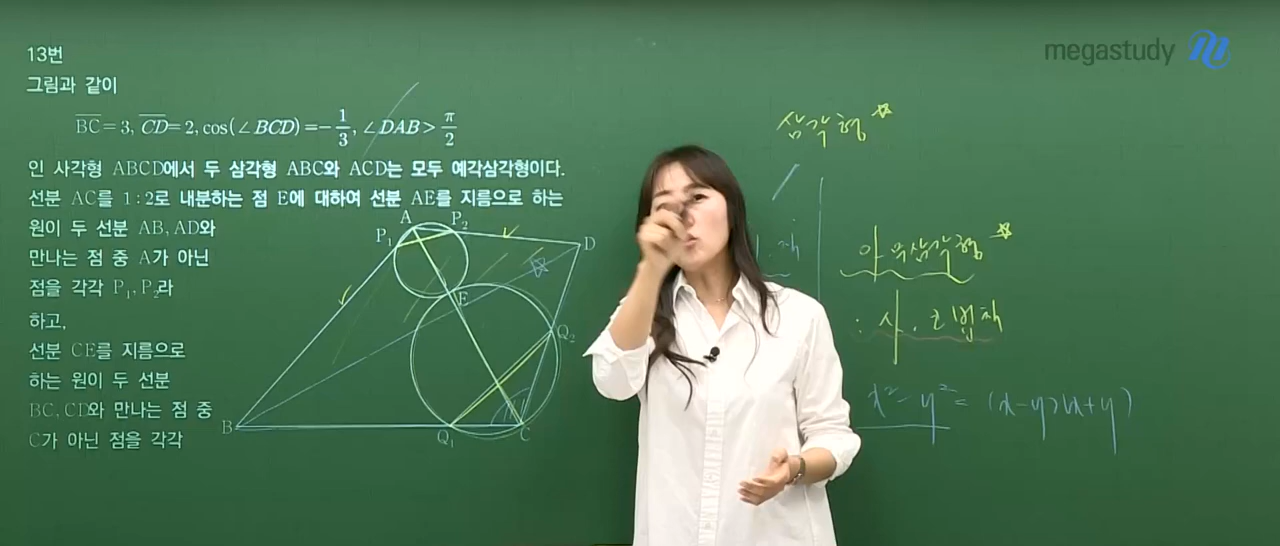 megastudy
13번
그림과 같이
BC=3, CD=2, cos(∠BCD)=-1/3, ∠DAB>π/2
인 사각형 ABCD에서 두 삼각형 ABC와 ACD는 모두 예각삼각형이다.
선분 AC를 1:2로 내분하는 점 E에 대하여 선분 AE를 지름으로 하는
원이 두 선분 AB, AD와
만나는 점 중 A가 아닌
점을 각각 P₁, P₂라
하고,
선분 CE를 지름으로
하는 원이 두 선분
BC, CD와 만나는 점 중
C가 아닌 점을 각각
A
P₂
P₁
D
E
Q₂
B
Q₁
C
삼각형
삼각형
x²-y²=(x-y)(x+y)